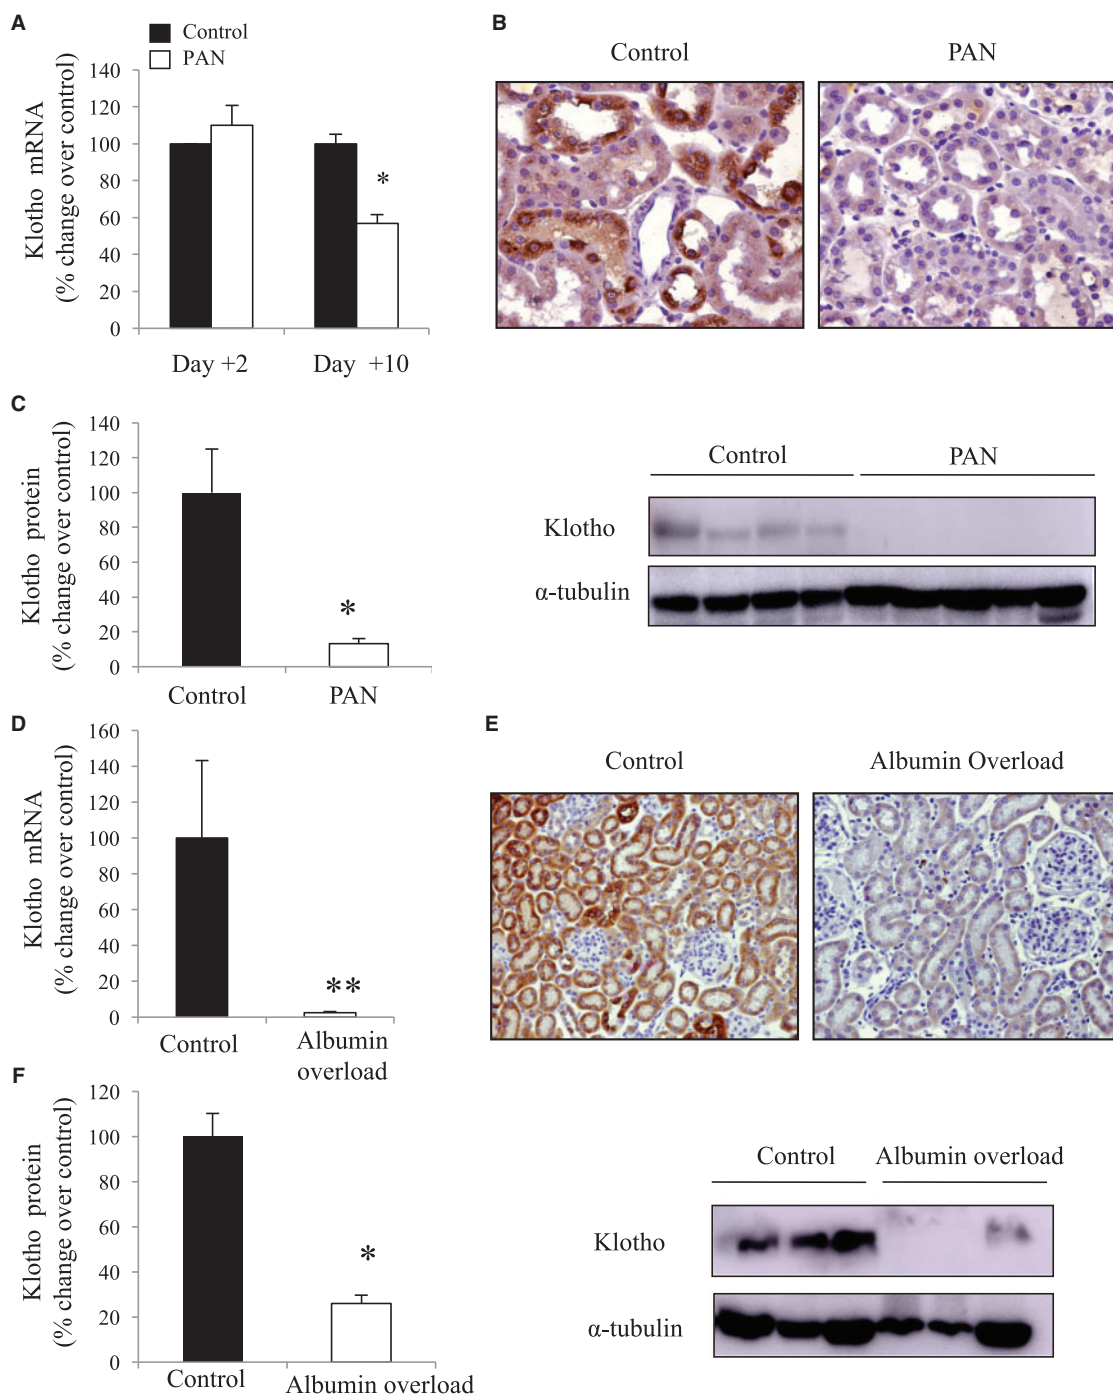 A
Control
PAN
Klotho mRNA
(% change over control)
140
120
100
80
60
40
20
0
*
Day +2
Day +10
B
Control
PAN
C
Klotho protein
(% change over control)
140
120
100
80
60
40
20
0
*
Control
PAN
Control
PAN
Klotho
α-tubulin
D
Klotho mRNA
(% change over control)
160
140
120
100
80
60
40
20
0
**
Control
Albumin
overload
E
Control
Albumin Overload
F
Klotho protein
(% change over control)
120
100
80
60
40
20
0
*
Control
Albumin overload
Control
Albumin overload
Klotho
α-tubulin